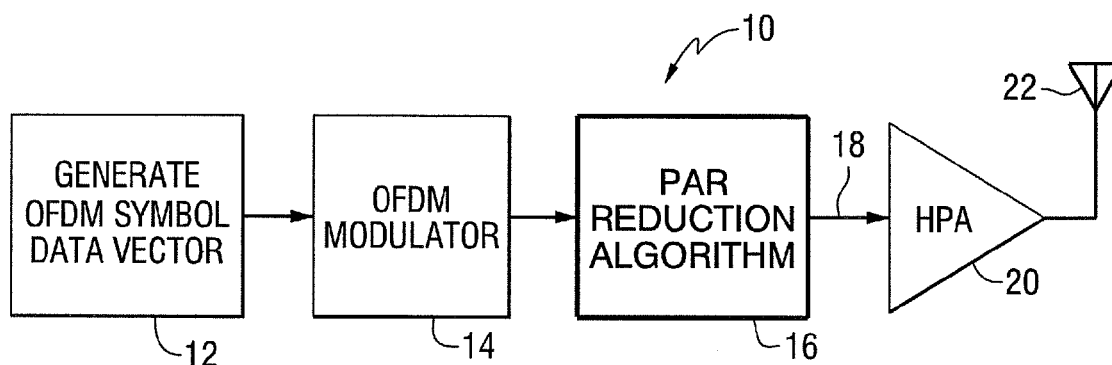 10
22
GENERATE
OFDM SYMBOL
DATA VECTOR
12
OFDM
MODULATOR
14
PAR
REDUCTION
ALGORITHM
16
18
HPA
20